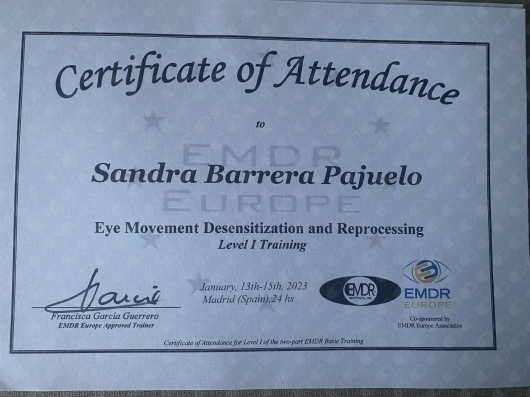 Certificate of Attendance
to
EMDR
Sandra Barrera Pajuelo
EUROPE
Eye Movement Desensitization and Reprocessing
Level I Training
January. 13th-15th, 2023
Madrid (Spain), 24 hs
Francisca García Guerrero
EMDR Europe Approved Trainer
EMDR
EMDR
EUROPE
Co-sponsored by
EMDR Europe Association
Certificate of Attendance for Level I of the two-part EMDR Basic Training